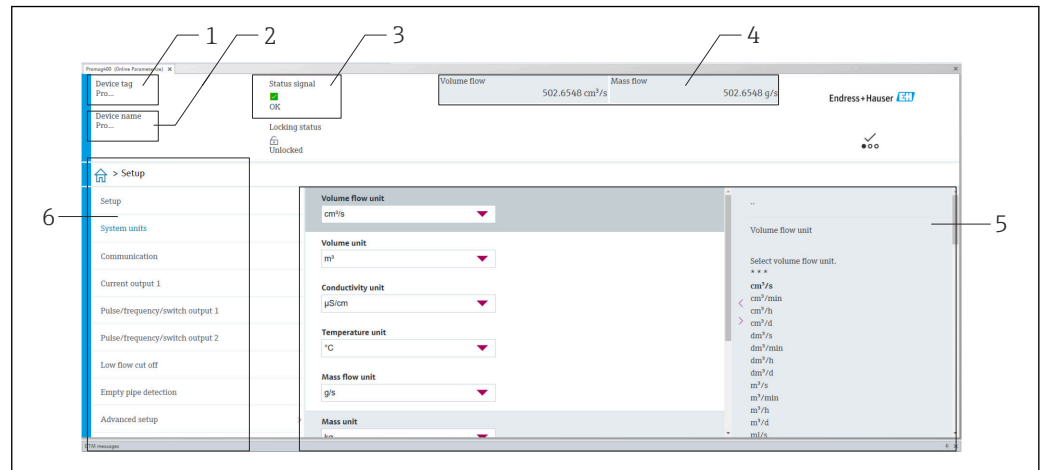 1
2
3
4
Promag400 (Online Parameterize) X
Device tag
Pro...
Device name
Pro...
Status signal
OK
Locking status
Unlocked
Volume flow
502.6548 cm³/s
Mass flow
502.6548 g/s
Endress+Hauser EH
> Setup
6
5
Setup
System units
Communication
Current output 1
Pulse/frequency/switch output 1
Pulse/frequency/switch output 2
Low flow cut off
Empty pipe detection
Advanced setup
Volume flow unit
cm³/s
Volume unit
m³
Conductivity unit
µS/cm
Temperature unit
°C
Mass flow unit
g/s
Mass unit
kg
..
Volume flow unit
Select volume flow unit.
* * *
cm³/s
cm³/min
cm³/h
cm³/d
dm³/s
dm³/min
dm³/h
dm³/d
m³/s
m³/min
m³/h
m³/d
ml/s
DTM messages